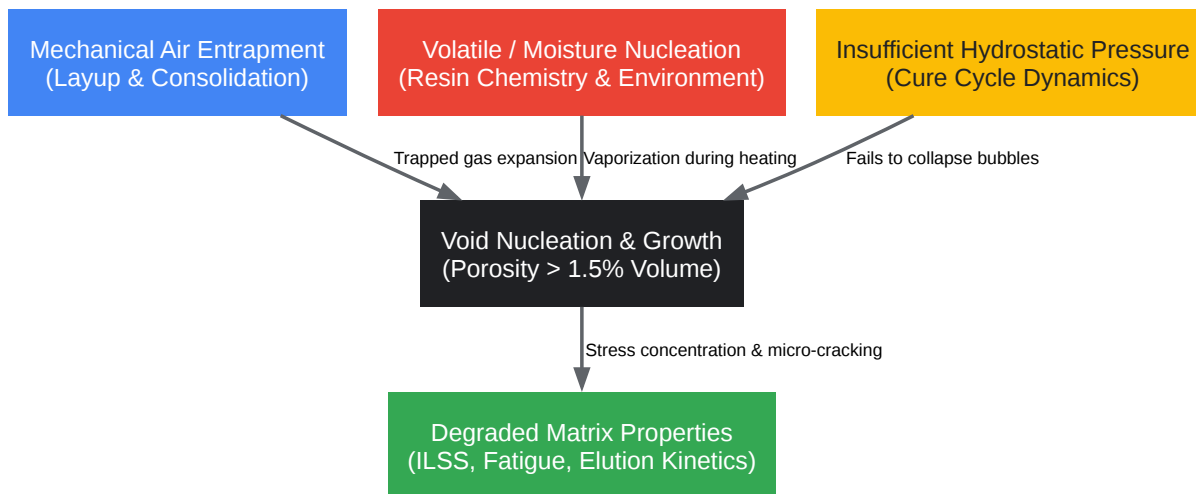 Mechanical Air Entrapment
(Layup & Consolidation)
Volatile / Moisture Nucleation
(Resin Chemistry & Environment)
Insufficient Hydrostatic Pressure
(Cure Cycle Dynamics)
Trapped gas expansion
Vaporization during heating
Fails to collapse bubbles
Void Nucleation & Growth
(Porosity > 1.5% Volume)
Stress concentration & micro-cracking
Degraded Matrix Properties
(ILSS, Fatigue, Elution Kinetics)